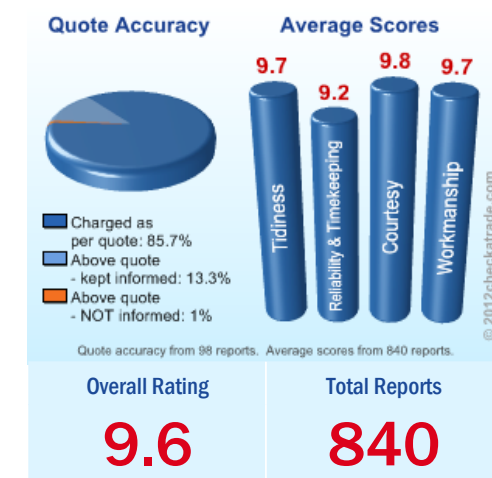 Quote Accuracy
Average Scores
9.7
9.2
9.8
9.7
Tidiness
Reliability & Timekeeping
Courtesy
Workmanship
Charged as
per quote: 85.7%
Above quote
- kept informed: 13.3%
Above quote
- NOT informed: 1%
© 2012checkatrade.com
Quote accuracy from 98 reports. Average scores from 840 reports.
Overall Rating
9.6
Total Reports
840